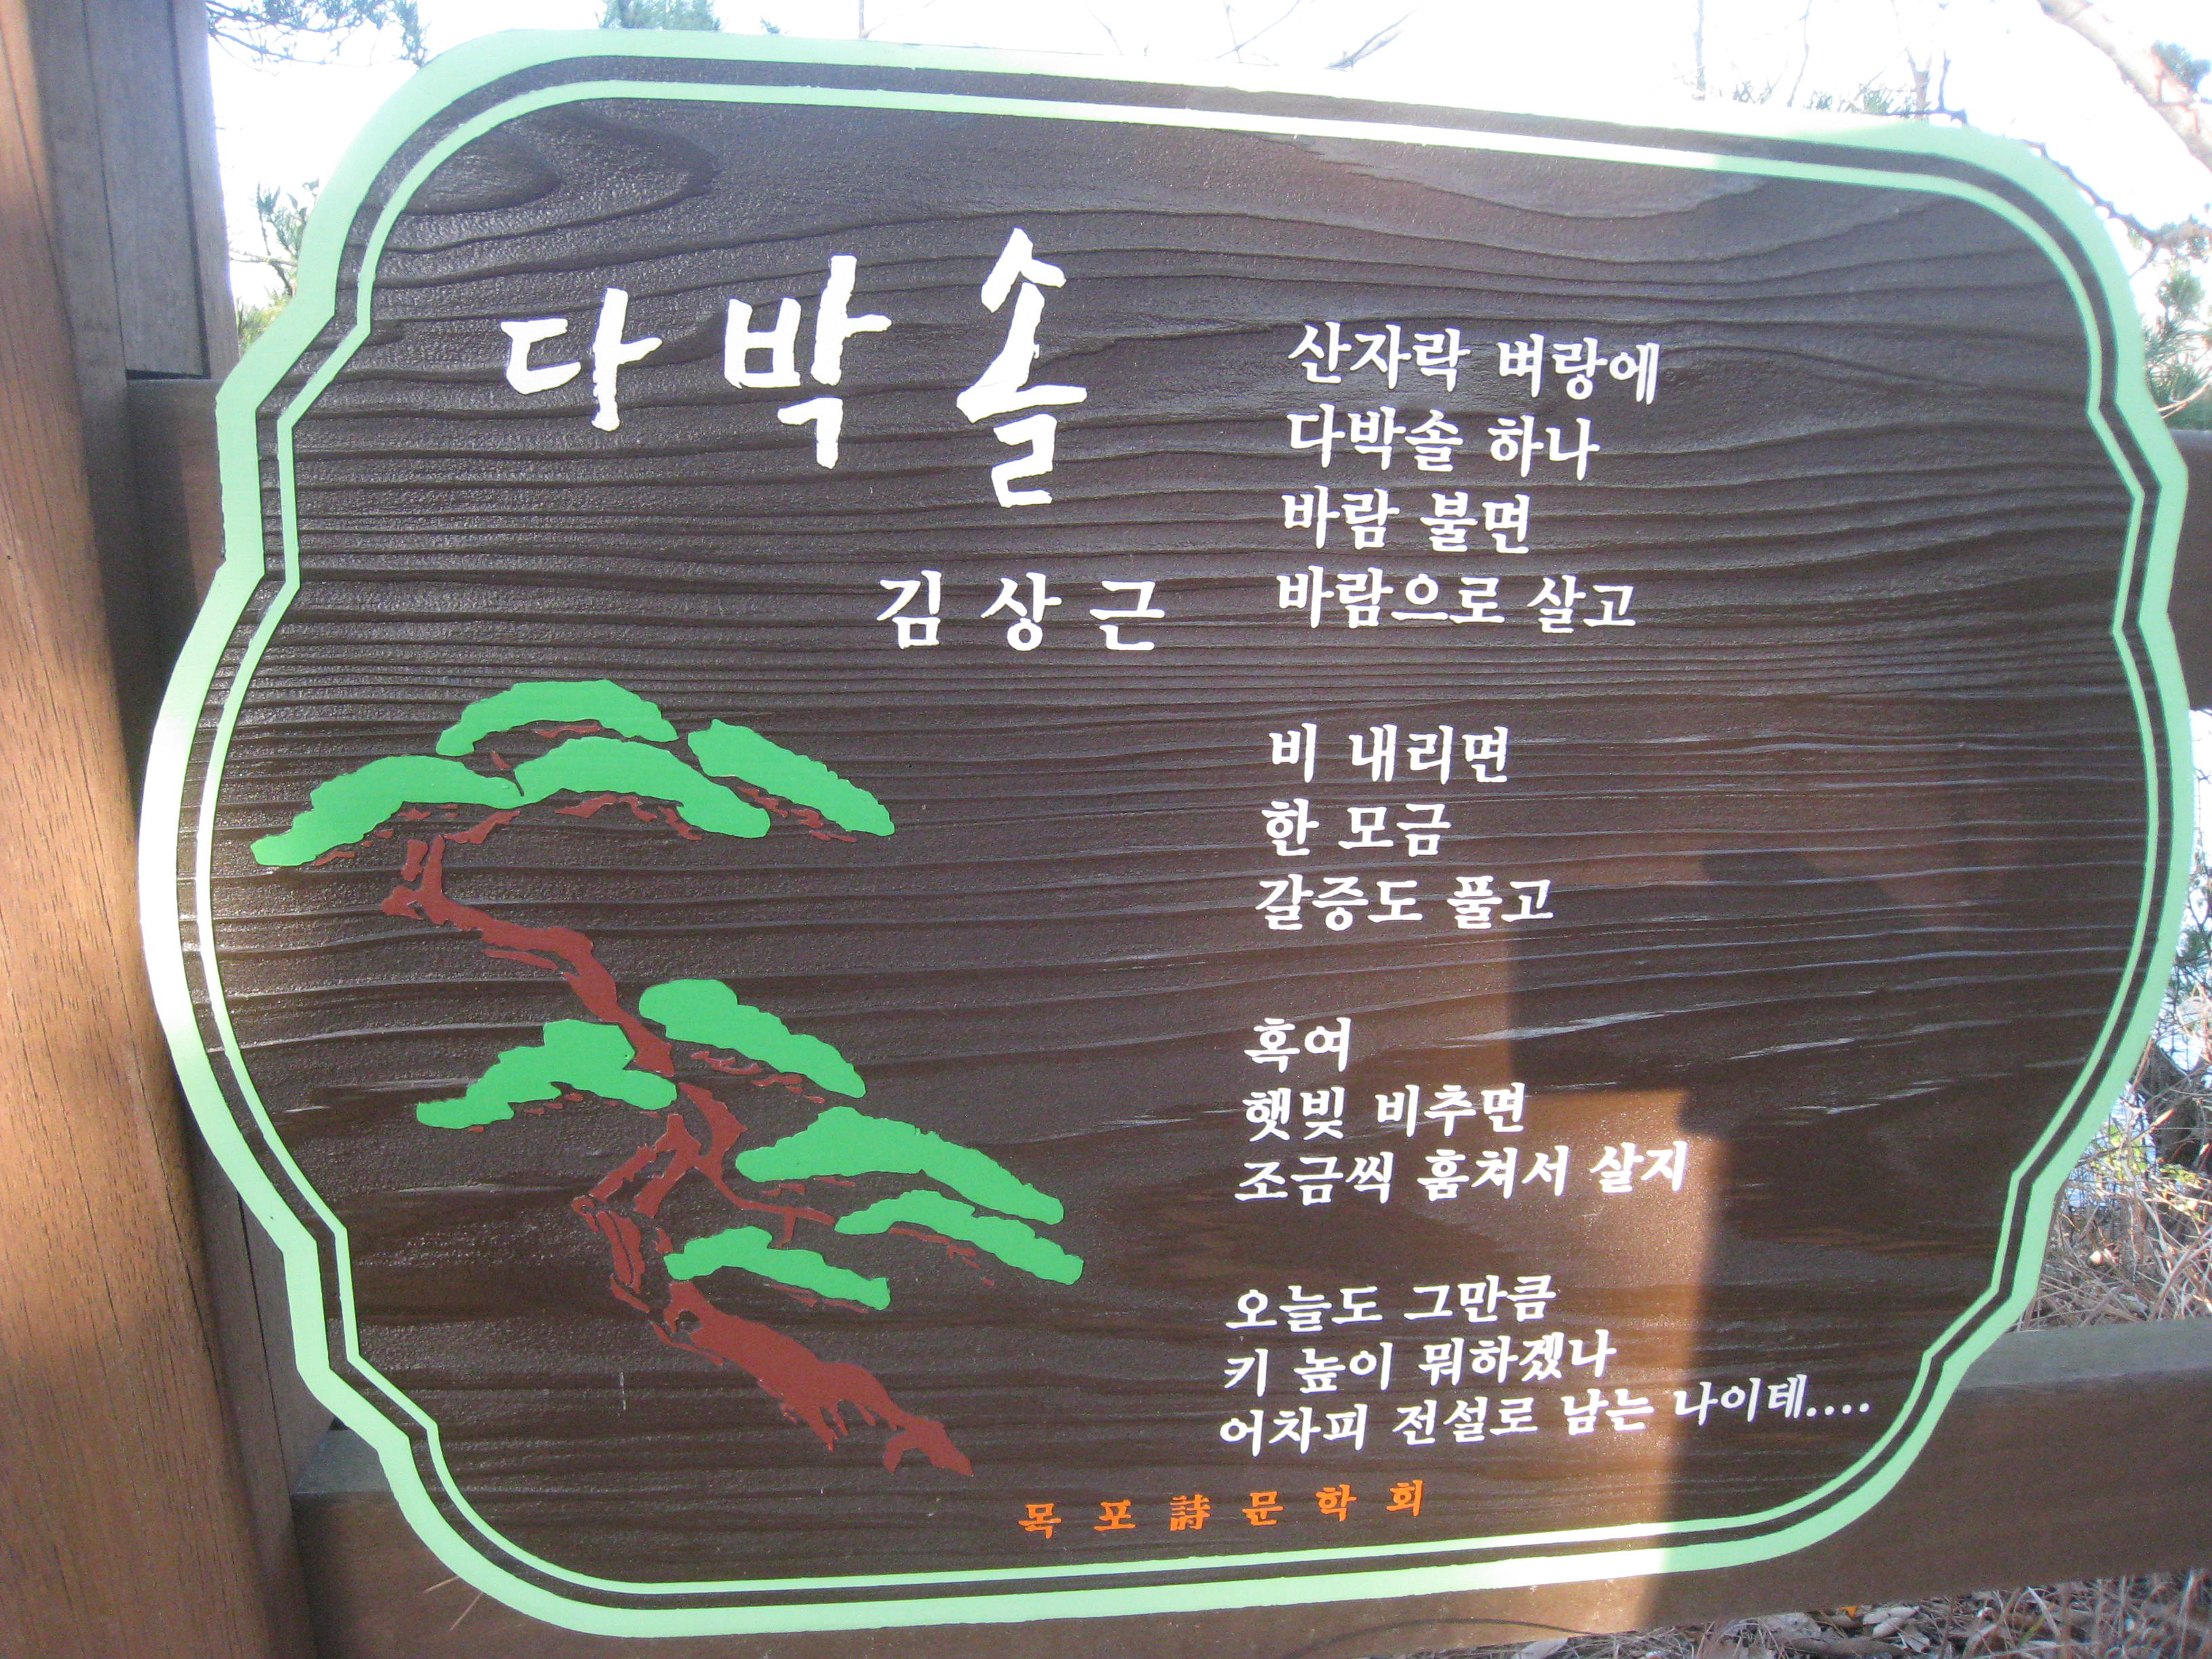 다박솔
김상근
산자락 벼랑에
다박솔 하나
바람 불면
바람으로 살고
비 내리면
한 모금
갈증도 풀고
혹여
햇빛 비추면
조금씩 훔쳐서 살지
오늘도 그만큼
키 높이 뭐하겠나
어차피 전설로 남는 나이테....
목포詩문학회